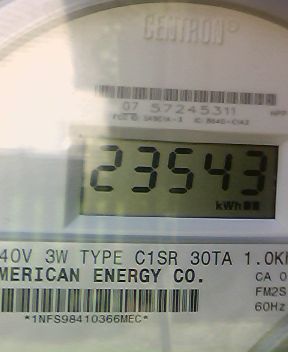 CENTRON®
07 57245311
23543
kWh
40V 3W TYPE C1SR 30TA 1.0K
MERICAN ENERGY CO.
CA 0
FM2S
60Hz
*1NFS98410366MEC*